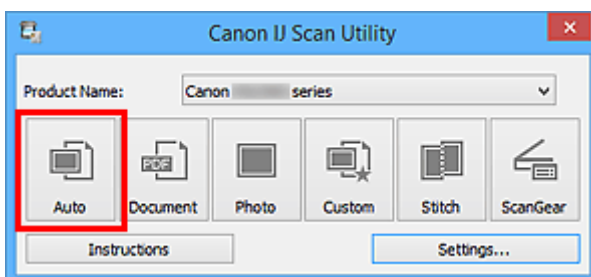 Canon IJ Scan Utility
Product Name: Canon series
PDF
Auto Document Photo Custom Stitch ScanGear
Instructions Settings...